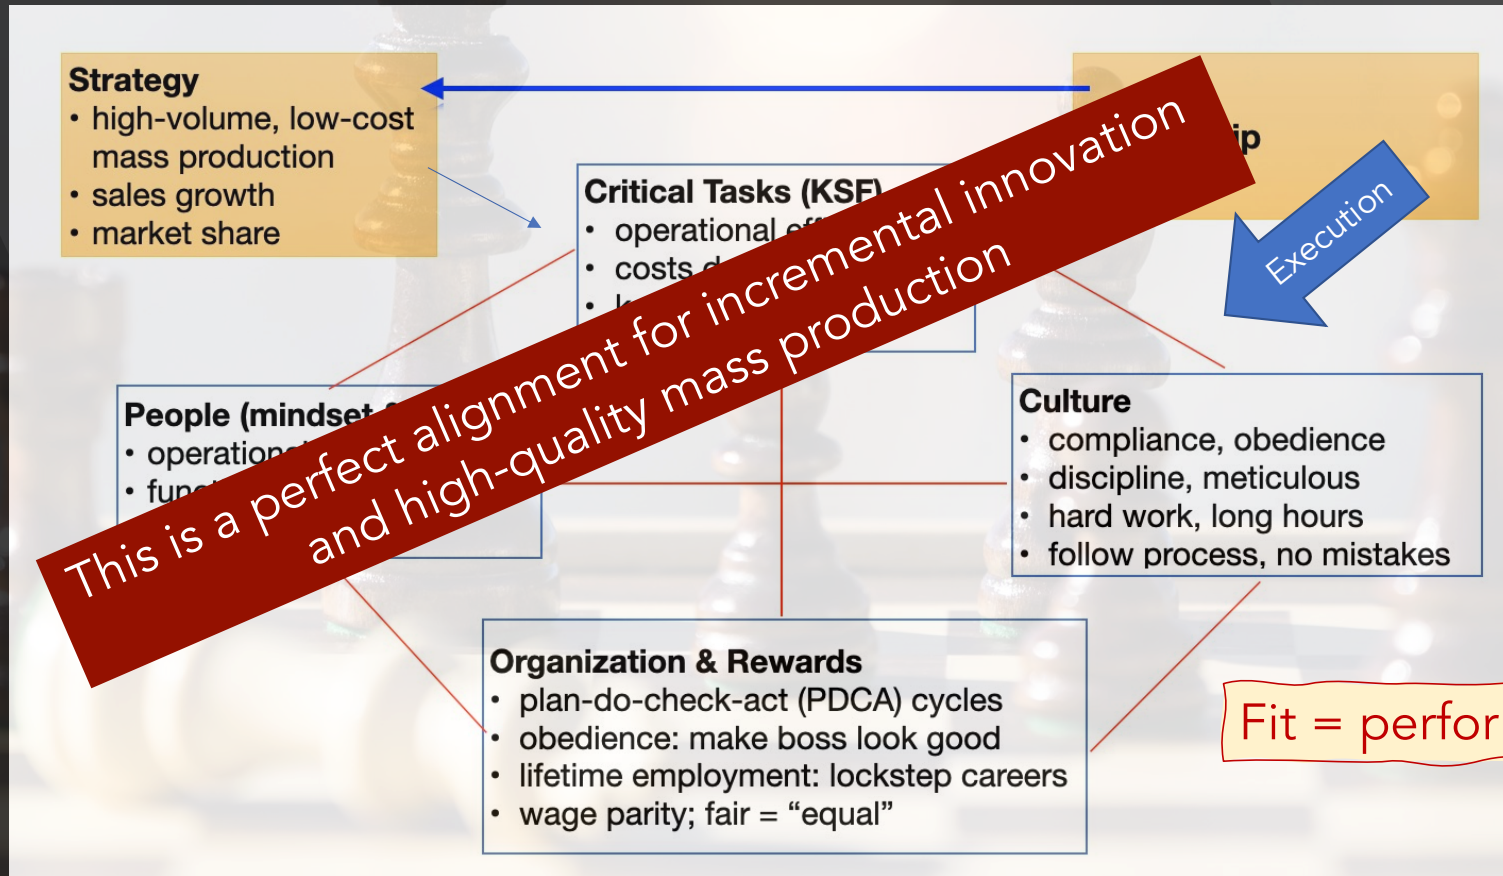 Strategy
• high-volume, low-cost
mass production
• sales growth
• market share
Critical Tasks (KSF)
• operational
• costs
•
Execution
This is a perfect alignment for incremental innovation
and high-quality mass production
People (mindset
•
•
Culture
• compliance, obedience
• discipline, meticulous
• hard work, long hours
• follow process, no mistakes
Organization & Rewards
• plan-do-check-act (PDCA) cycles
• obedience: make boss look good
• lifetime employment: lockstep careers
• wage parity; fair = “equal”
Fit =